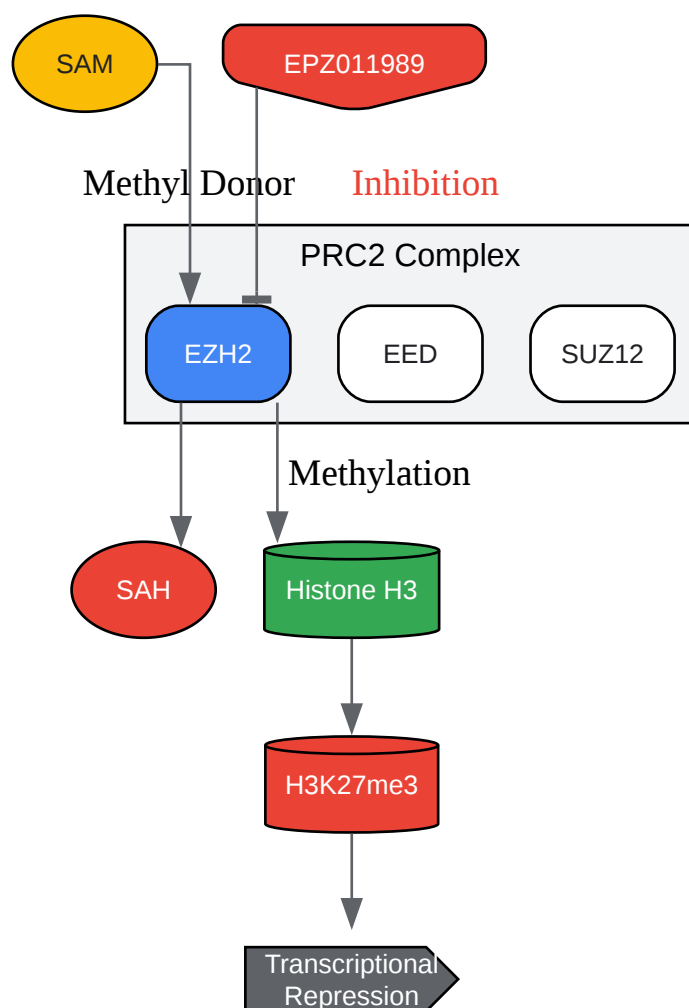 SAM
EPZ011989
Methyl Donor
Inhibition
PRC2 Complex
EZH2
EED
SUZ12
Methylation
SAH
Histone H3
H3K27me3
Transcriptional
Repression